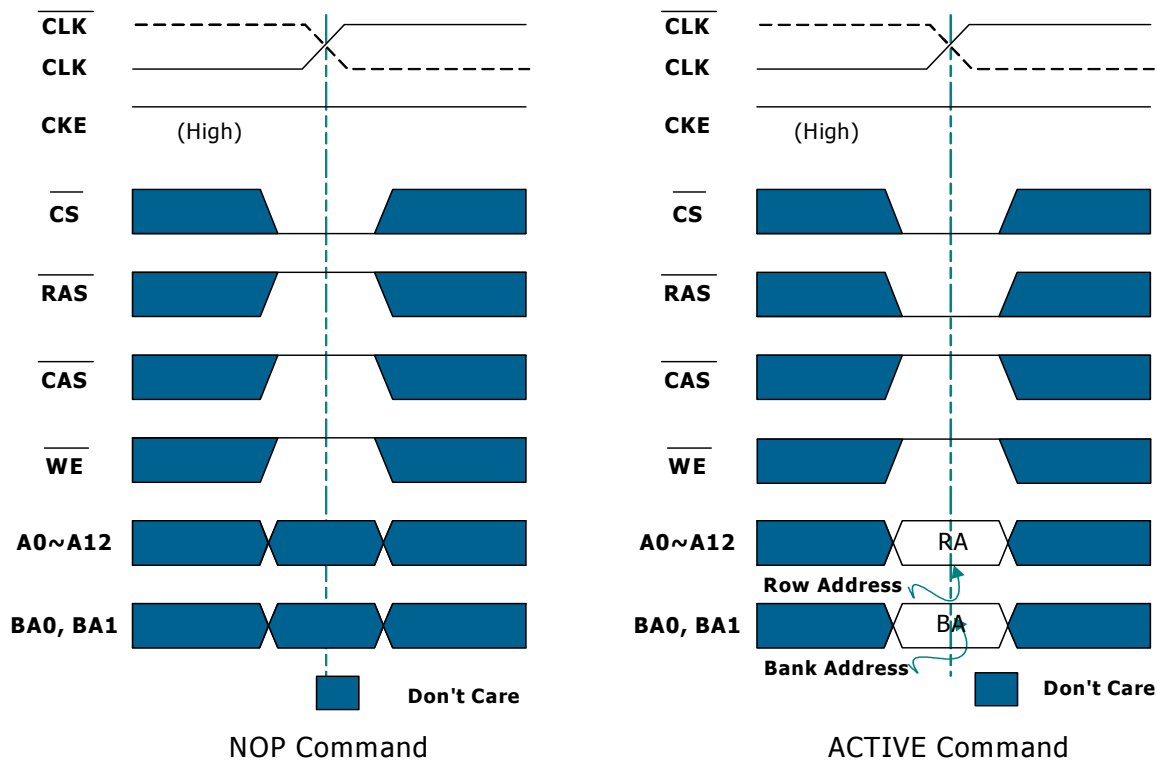 CLK
CLK
CKE
(High)
CS
RAS
CAS
WE
A0~A12
BA0, BA1
Don't Care
NOP Command
CLK
CLK
CKE
(High)
CS
RAS
CAS
WE
A0~A12
RA
Row Address
BA0, BA1
BA
Bank Address
Don't Care
ACTIVE Command